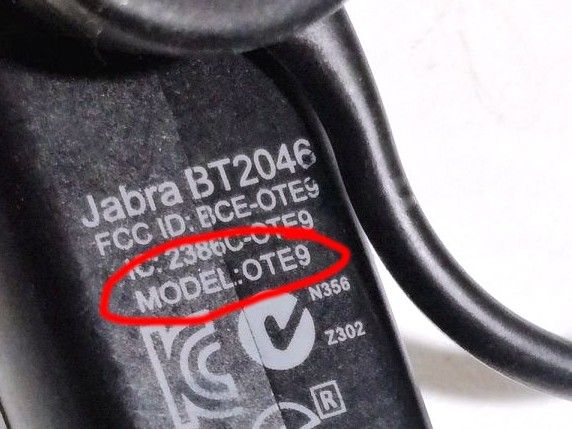 Jabra BT2046
FCC ID: BCE-OTE9
IC: 2386C-OTE9
MODEL:OTE9
N356
Z302
R